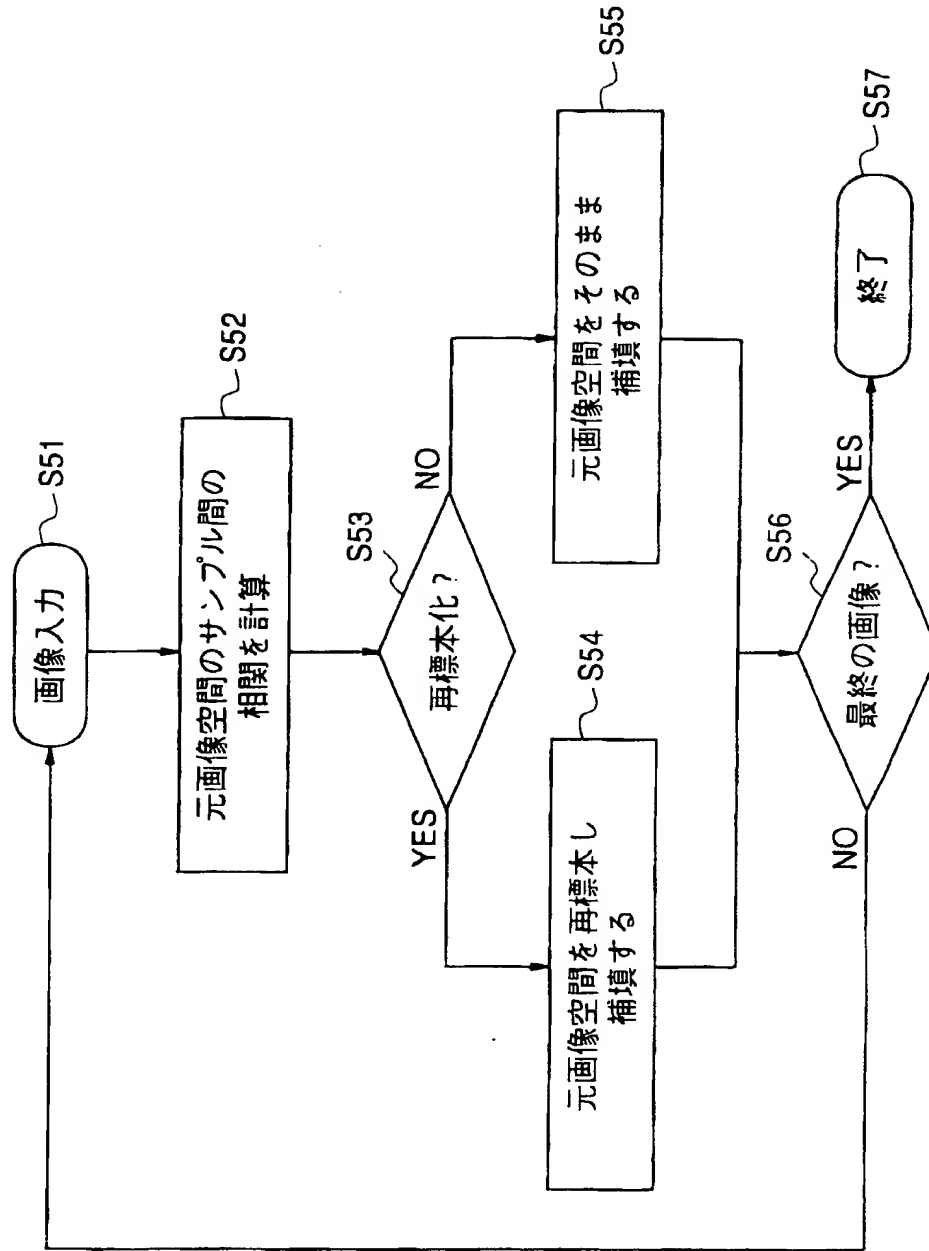 画像入力
S51
元画像空間のサンプル間の
相関を計算
S52
再標本化？
S53
YES
NO
元画像空間を再標本し
補填する
S54
元画像空間をそのまま
補填する
S55
最終の画像？
S56
NO
YES
終了
S57